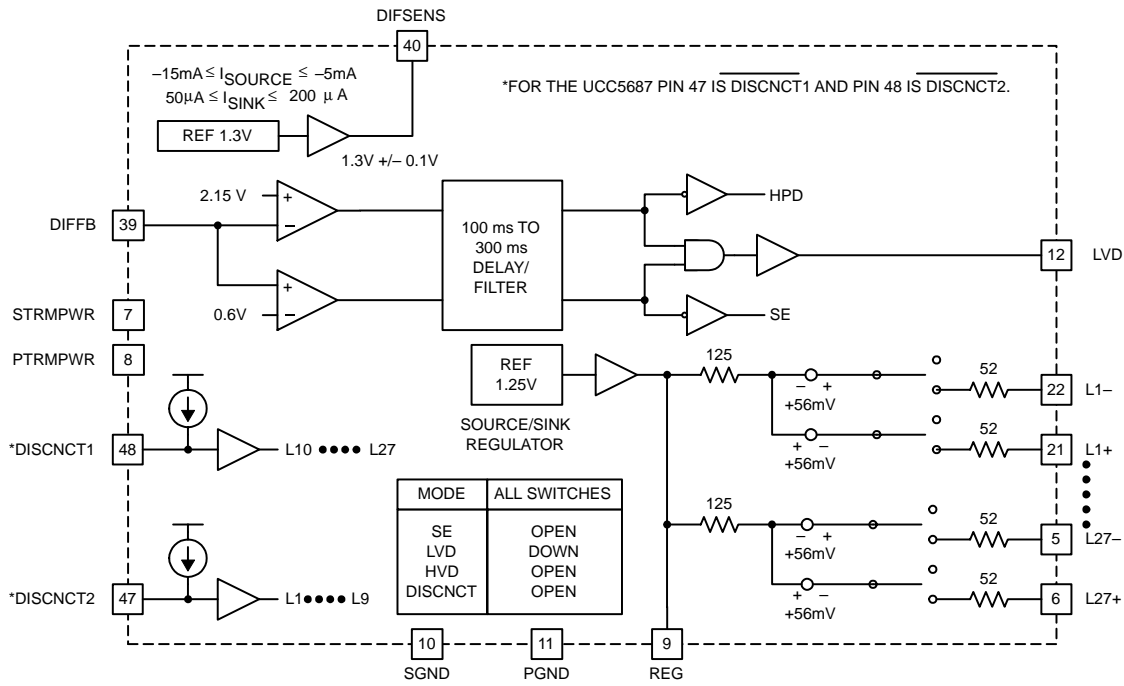 DIFSENS
40
–15mA ≤ ISOURCE ≤ –5mA
50μA ≤ ISINK ≤ 200 μ A
*FOR THE UCC5687 PIN 47 IS DISCNCT1 AND PIN 48 IS DISCNCT2.
REF 1.3V
1.3V +/– 0.1V
2.15 V
+
–
HPD
DIFFB
39
100 ms TO
300 ms
DELAY/
FILTER
12
LVD
+
–
0.6V
SE
STRMPWR
7
PTRMPWR
8
REF
1.25V
SOURCE/SINK
REGULATOR
125
– +
+56mV
52
22
L1–
*DISCNCT1
48
L10 •••• L27
+ –
+56mV
52
21
L1+
MODE ALL SWITCHES
SE OPEN
LVD DOWN
HVD OPEN
DISCNCT OPEN
125
– +
+56mV
52
5
L27–
*DISCNCT2
47
L1 •••• L9
+ –
+56mV
52
6
L27+
10
SGND
11
PGND
9
REG